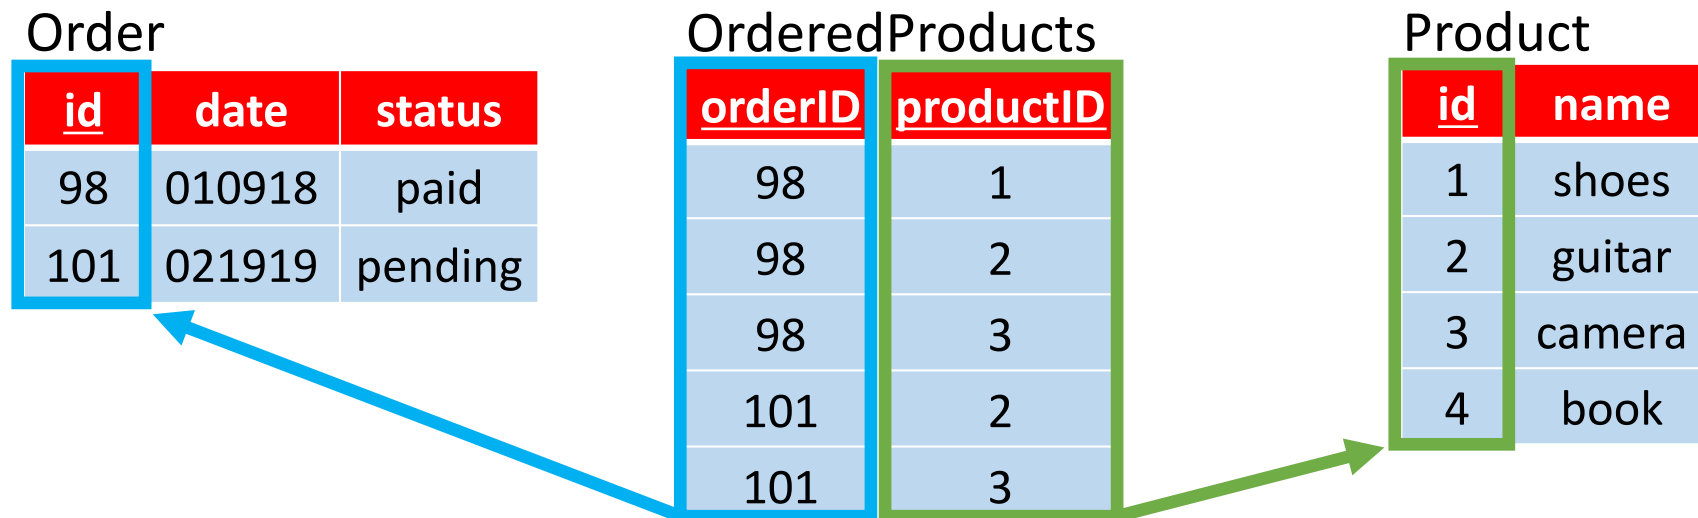 Order
id date status
98 010918 paid
101 021919 pending
OrderedProducts
orderID productID
98 1
98 2
98 3
101 2
101 3
Product
id name
1 shoes
2 guitar
3 camera
4 book